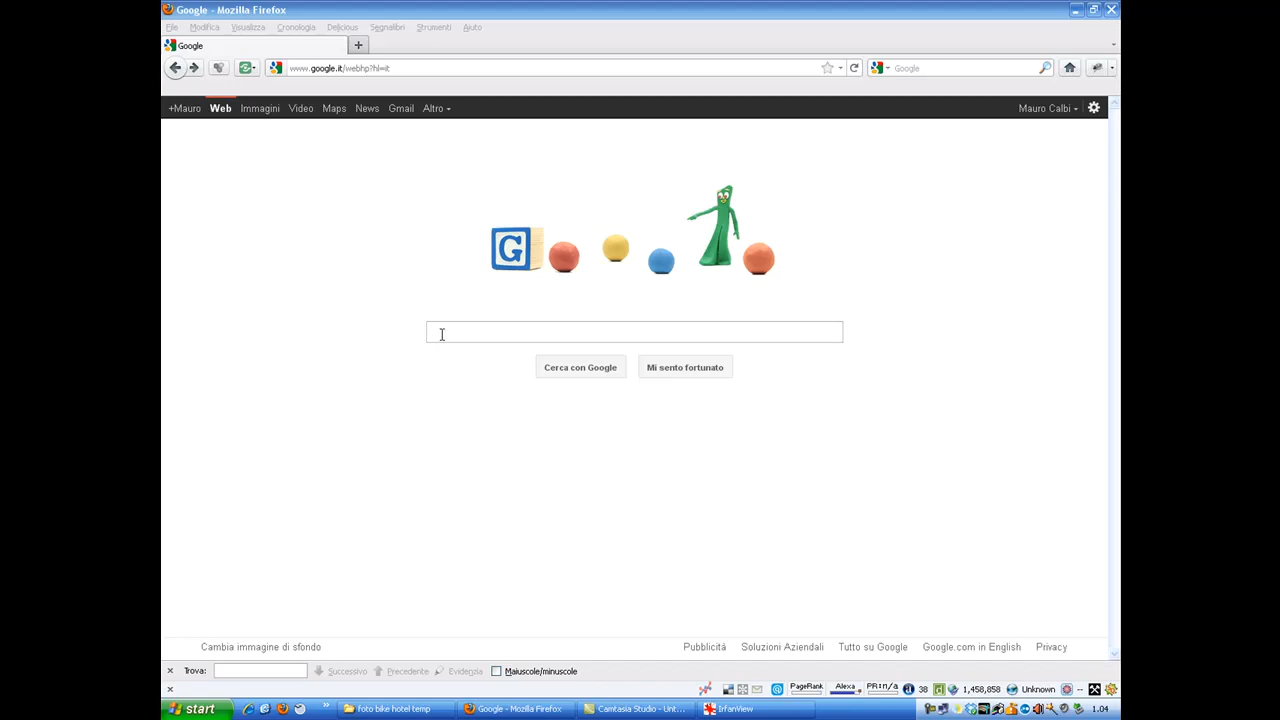 Google - Mozilla Firefox
File Modifica Visualizza Cronologia Delicious Segnalibri Strumenti Aiuto
Google
www.google.it/webhp?hl=it
Google
+Mauro Web Immagini Video Maps News Gmail Altro
Mauro Calbi
G
Cerca con Google Mi sento fortunato
Cambia immagine di sfondo Pubblicità Soluzioni Aziendali Tutto su Google Google.com in English Privacy
Trova: Successivo Precedente Evidenzia Maiuscole/minuscole
PageRank Alexa 38 1,458,858 Unknown --
start foto bike hotel temp Google - Mozilla Firefox Camtasia Studio - Unt... IrfanView 1.04